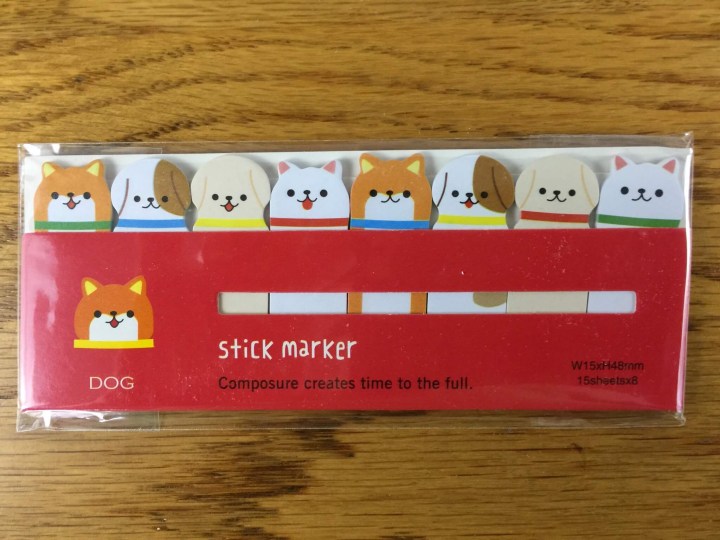 DOG
stick marker
Composure creates time to the full.
W15xH48mm
15sheetsx8